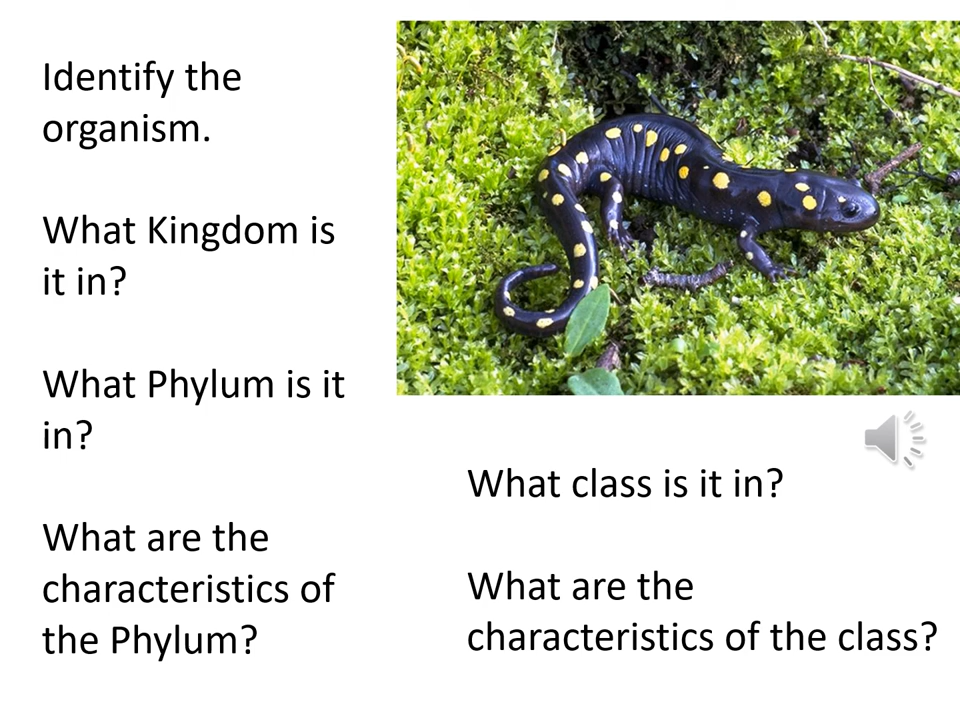 Identify the
organism.
What Kingdom is
it in?
What Phylum is it
in?
What are the
characteristics of
the Phylum?
What class is it in?
What are the
characteristics of the class?